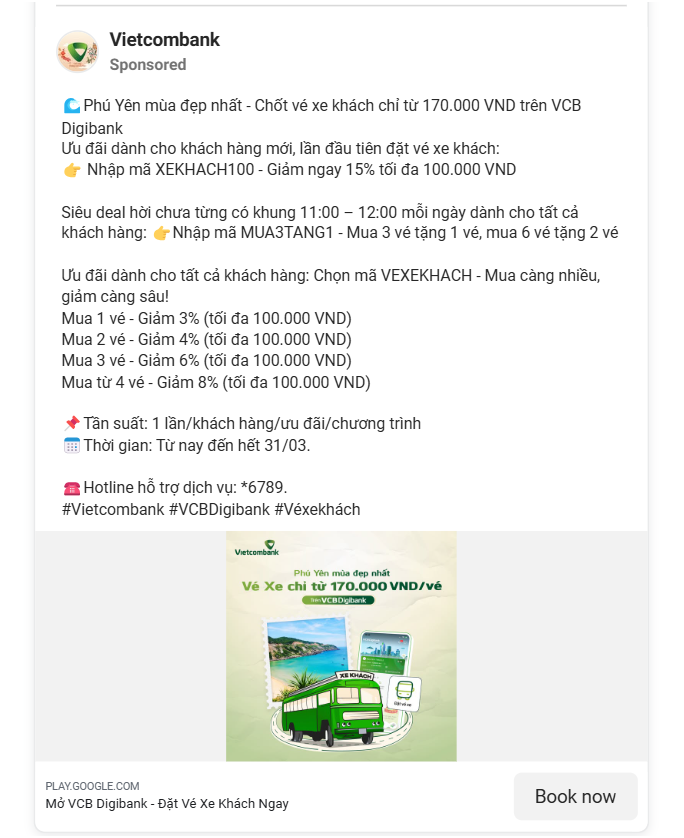 Vietcombank
Sponsored
🌊Phú Yên mùa đẹp nhất - Chốt vé xe khách chỉ từ 170.000 VND trên VCB
Digibank
Ưu đãi dành cho khách hàng mới, lần đầu tiên đặt vé xe khách:
👉 Nhập mã XEKHACH100 - Giảm ngay 15% tối đa 100.000 VND
Siêu deal hời chưa từng có khung 11:00 – 12:00 mỗi ngày dành cho tất cả
khách hàng: 👉Nhập mã MUA3TANG1 - Mua 3 vé tặng 1 vé, mua 6 vé tặng 2 vé
Ưu đãi dành cho tất cả khách hàng: Chọn mã VEXEKHACH - Mua càng nhiều,
giảm càng sâu!
Mua 1 vé - Giảm 3% (tối đa 100.000 VND)
Mua 2 vé - Giảm 4% (tối đa 100.000 VND)
Mua 3 vé - Giảm 6% (tối đa 100.000 VND)
Mua từ 4 vé - Giảm 8% (tối đa 100.000 VND)
📌Tần suất: 1 lần/khách hàng/ưu đãi/chương trình
📅Thời gian: Từ nay đến hết 31/03.
☎️Hotline hỗ trợ dịch vụ: *6789.
#Vietcombank #VCBDigibank #Véxekhách
Vietcombank
Phú Yên mùa đẹp nhất
Vé Xe chỉ từ 170.000 VND/vé
trên VCB Digibank
XE KHÁCH
Đặt vé xe
PLAY.GOOGLE.COM
Mở VCB Digibank - Đặt Vé Xe Khách Ngay
Book now